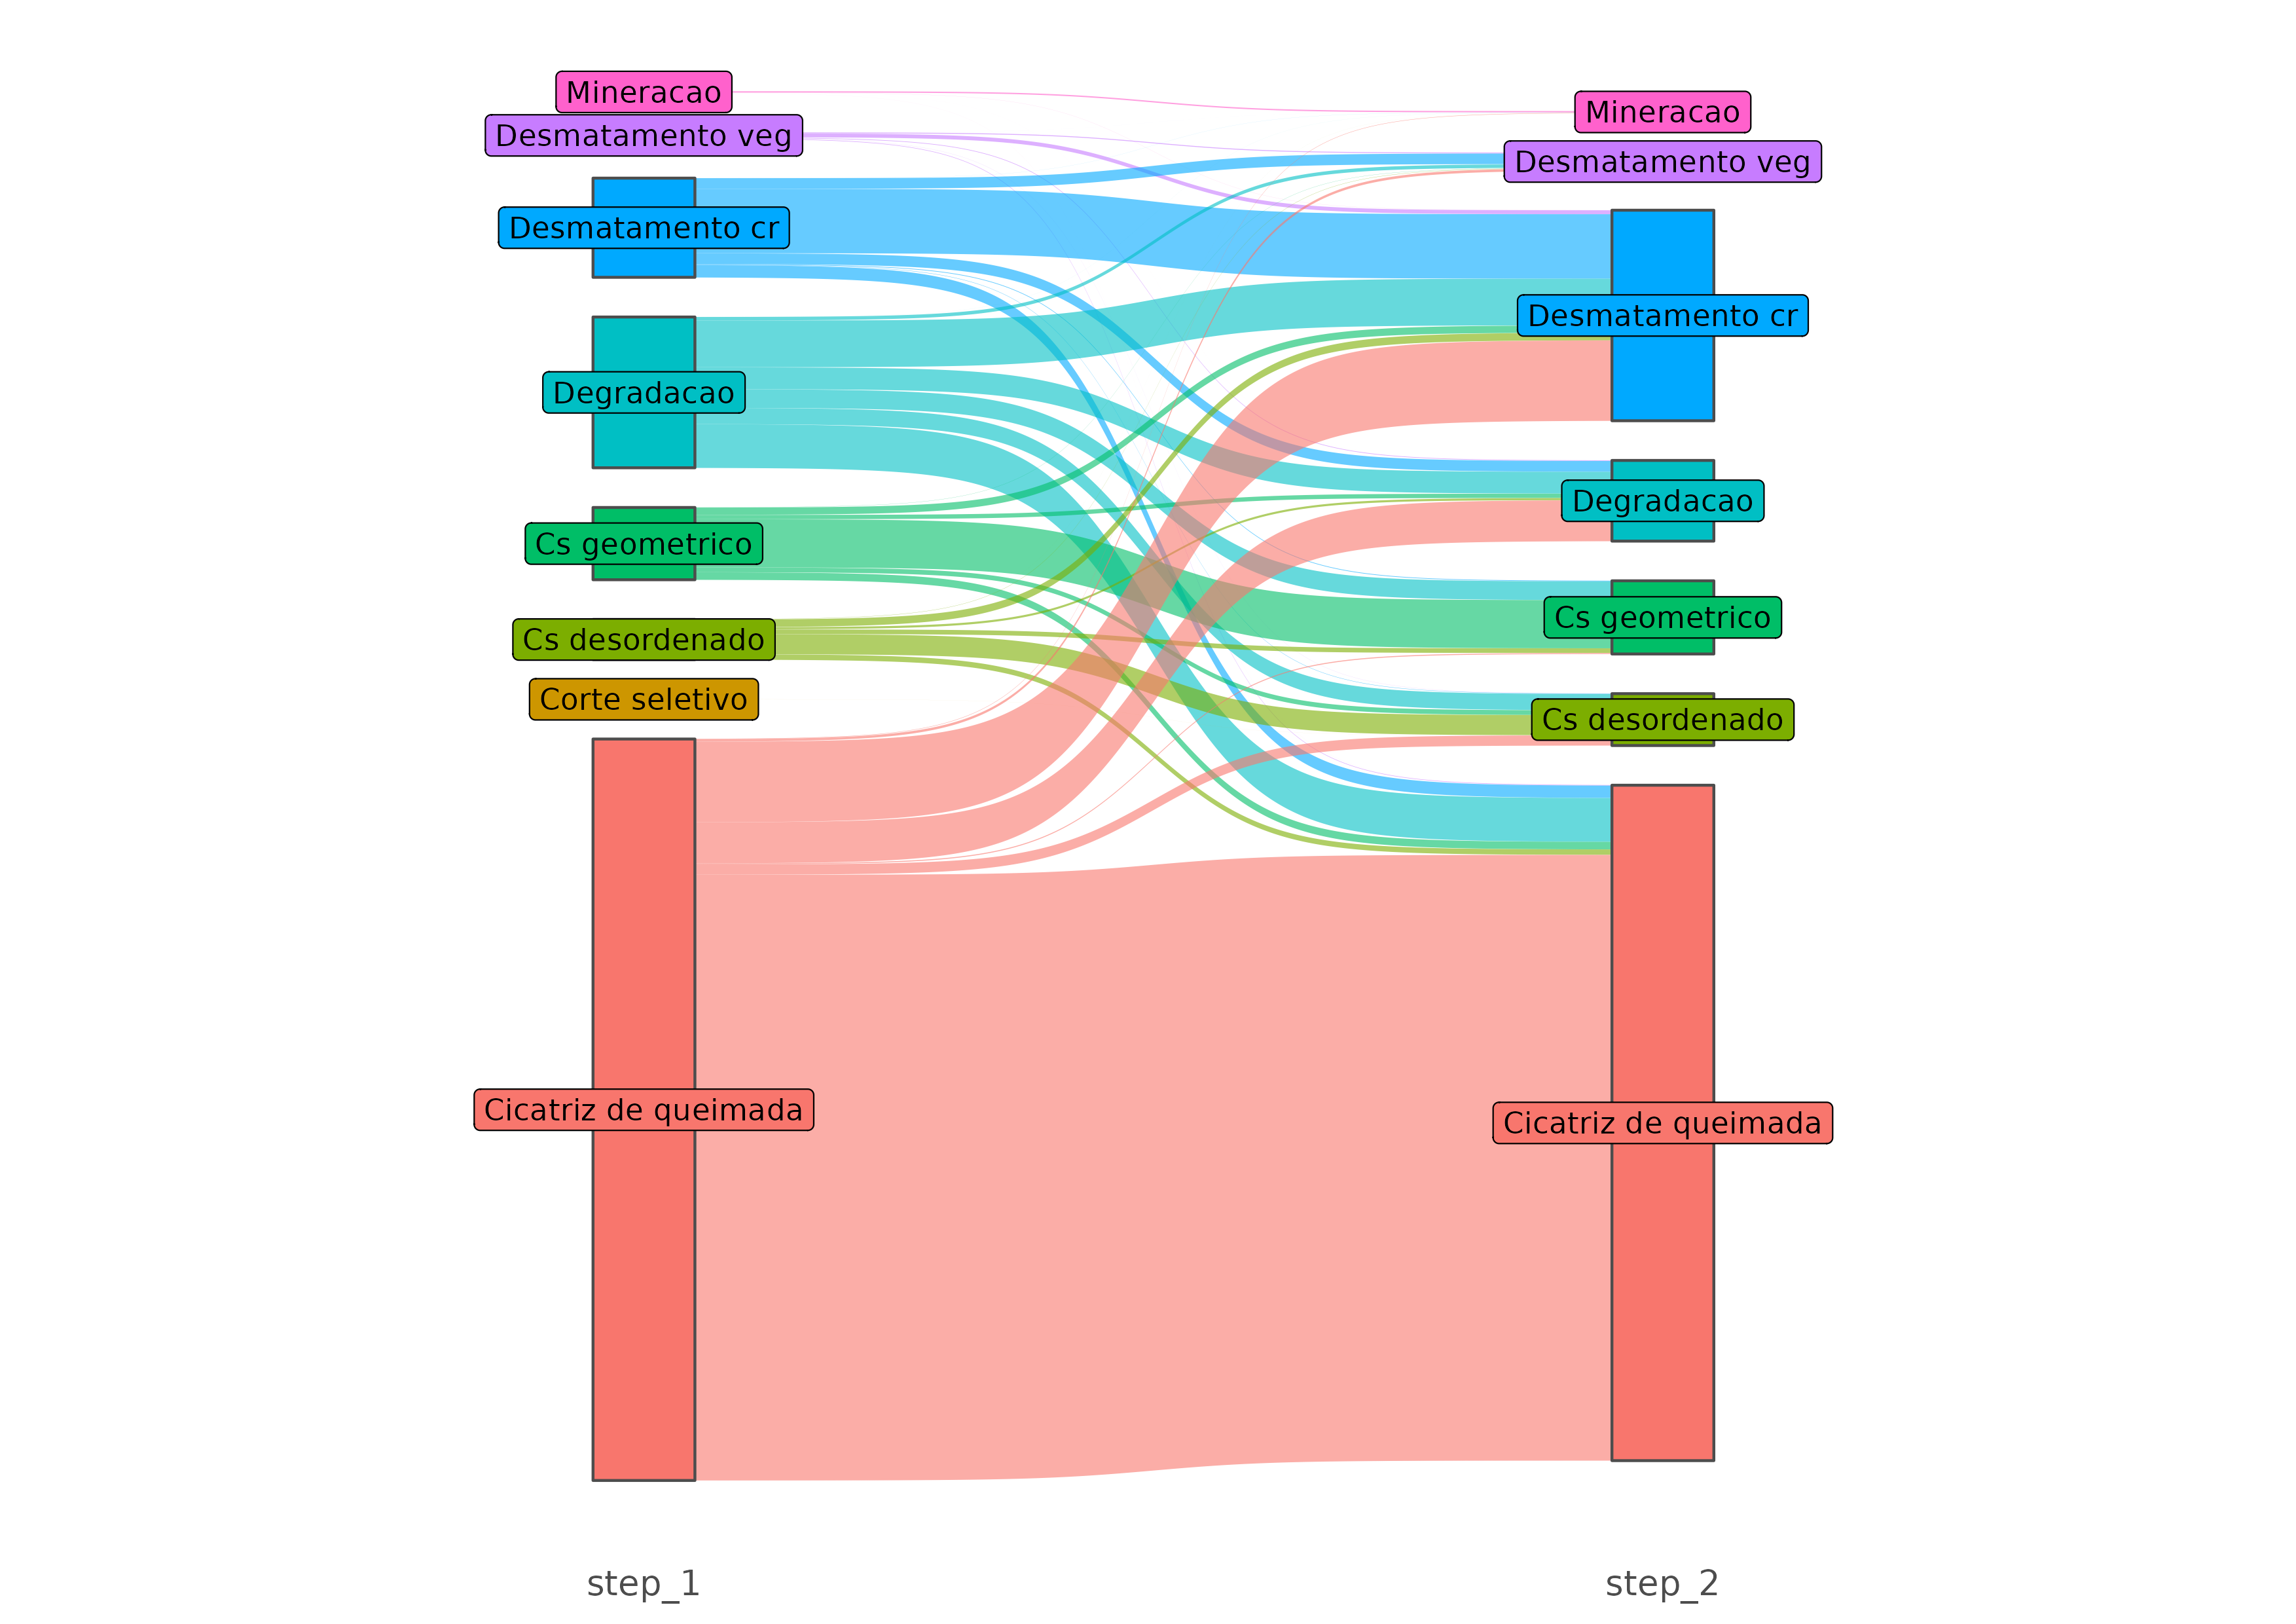 Mineracao
Desmatamento veg
Desmatamento cr
Degradacao
Cs geometrico
Cs desordenado
Corte seletivo
Cicatriz de queimada
Mineracao
Desmatamento veg
Desmatamento cr
Degradacao
Cs geometrico
Cs desordenado
Cicatriz de queimada
step_1
step_2